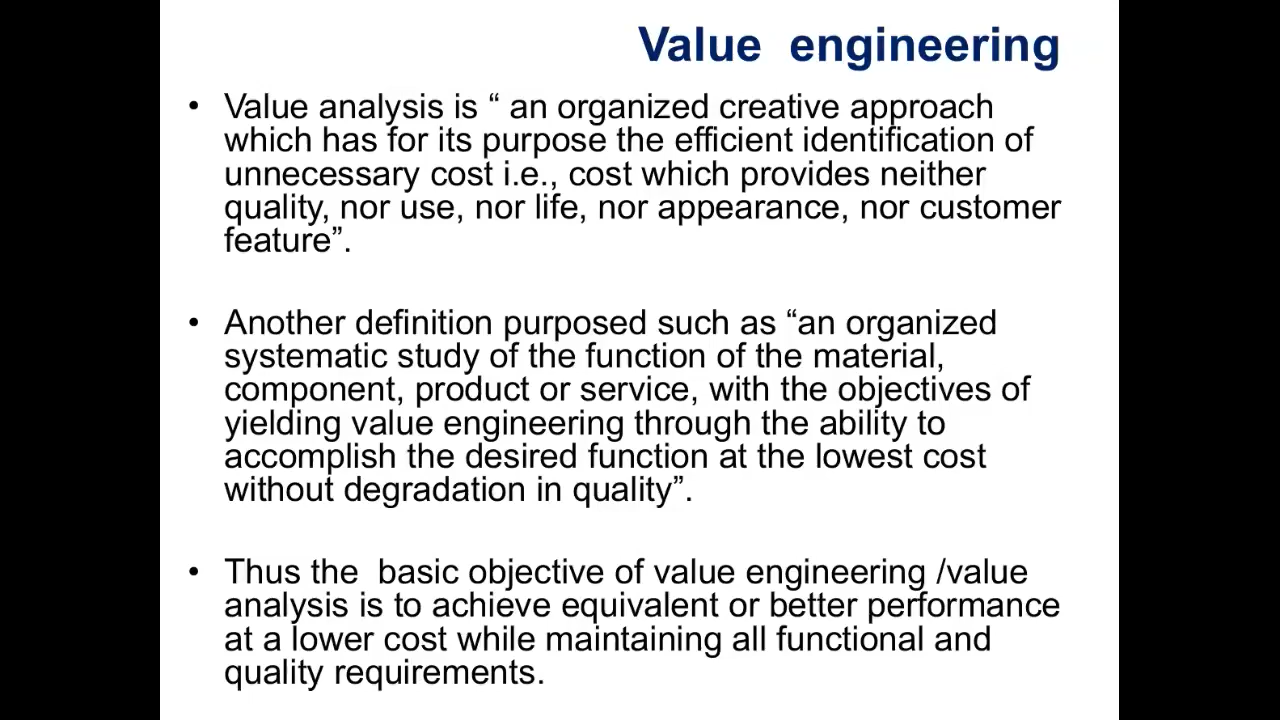 Value  engineering
• Value analysis is “ an organized creative approach
which has for its purpose the efficient identification of
unnecessary cost i.e., cost which provides neither
quality, nor use, nor life, nor appearance, nor customer
feature”.
• Another definition purposed such as “an organized
systematic study of the function of the material,
component, product or service, with the objectives of
yielding value engineering through the ability to
accomplish the desired function at the lowest cost
without degradation in quality”.
• Thus the  basic objective of value engineering /value
analysis is to achieve equivalent or better performance
at a lower cost while maintaining all functional and
quality requirements.